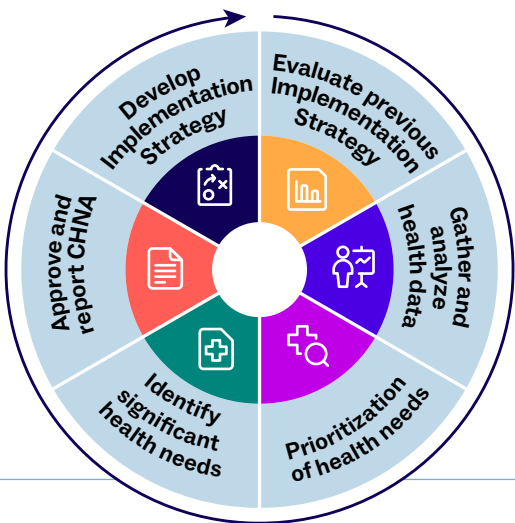 Evaluate previous
Implementation
Strategy
Gather and
analyze
health data
Prioritization
of health needs
Identify
significant
health needs
Approve and
report CHNA
Develop
Implementation
Strategy